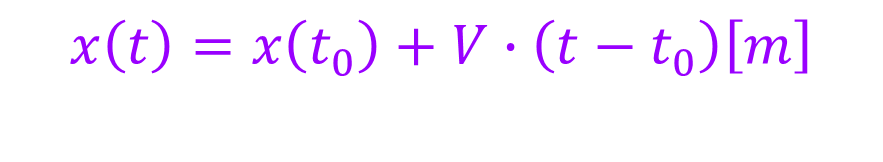 x(t) = x(t₀) + V · (t − t₀)[m]